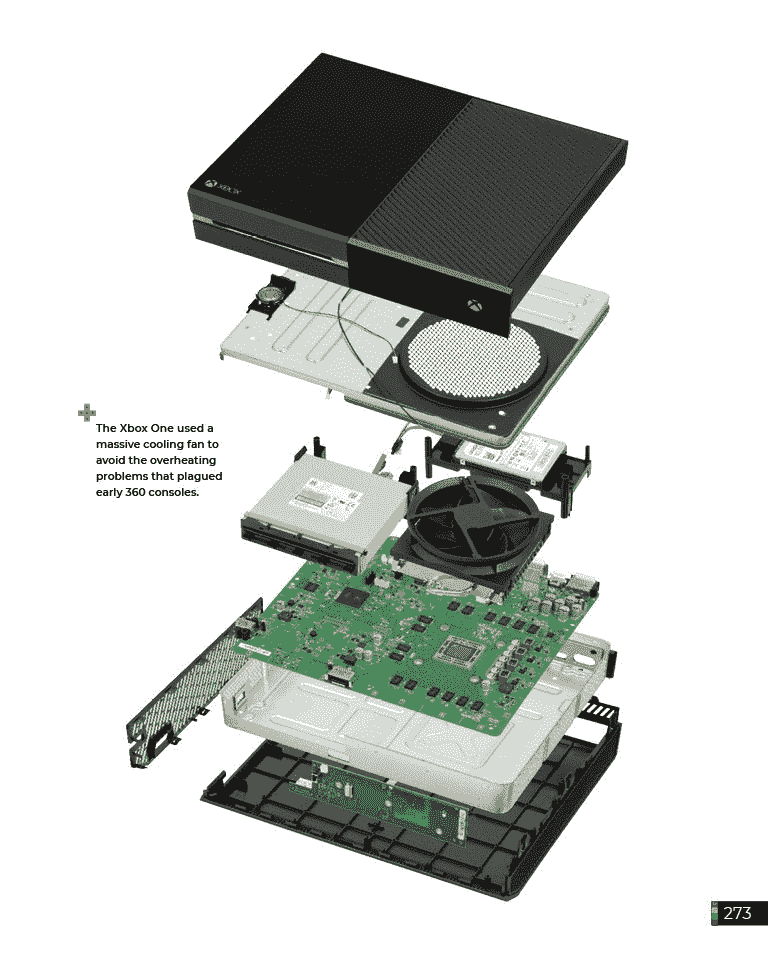 XBOX
The Xbox One used a
massive cooling fan to
avoid the overheating
problems that plagued
early 360 consoles.
273